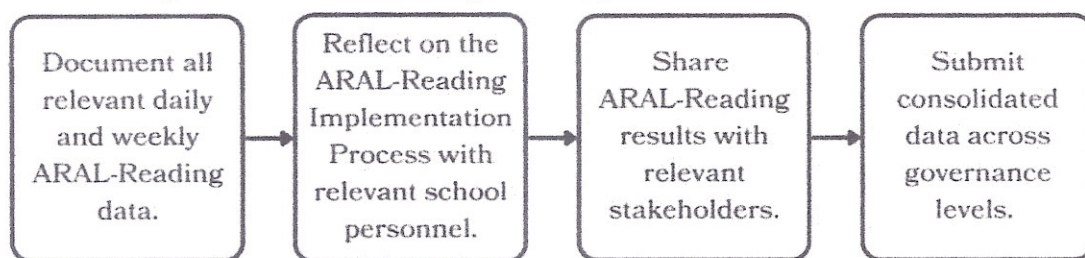 Document all
relevant daily
and weekly
ARAL-Reading
data.
Reflect on the
ARAL-Reading
Implementation
Process with
relevant school
personnel.
Share
ARAL-Reading
results with
relevant
stakeholders.
Submit
consolidated
data across
governance
levels.